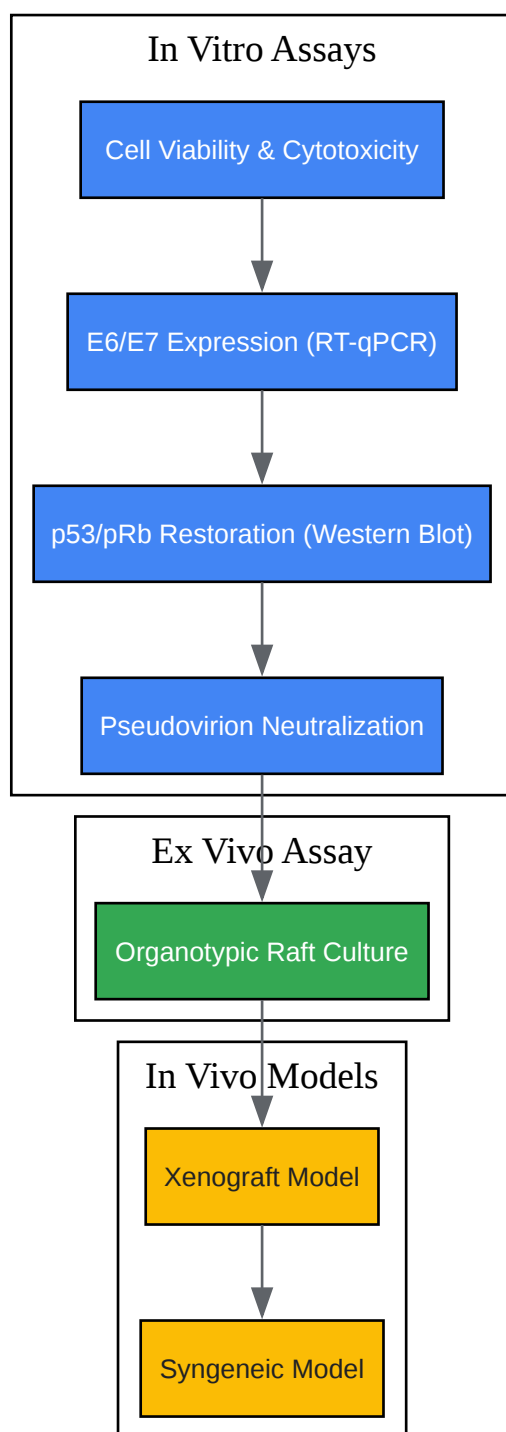 In Vitro Assays
Cell Viability & Cytotoxicity
E6/E7 Expression (RT-qPCR)
p53/pRb Restoration (Western Blot)
Pseudovirion Neutralization
Ex Vivo Assay
Organotypic Raft Culture
In Vivo Models
Xenograft Model
Syngeneic Model